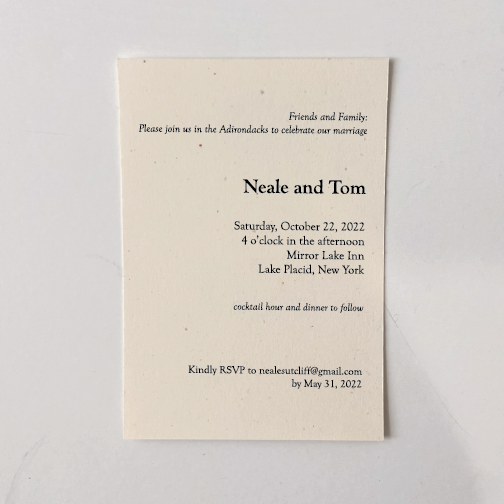 Friends and Family:
Please join us in the Adirondacks to celebrate our marriage
Neale and Tom
Saturday, October 22, 2022
4 o'clock in the afternoon
Mirror Lake Inn
Lake Placid, New York
cocktail hour and dinner to follow
Kindly RSVP to nealesutcliff@gmail.com
by May 31, 2022